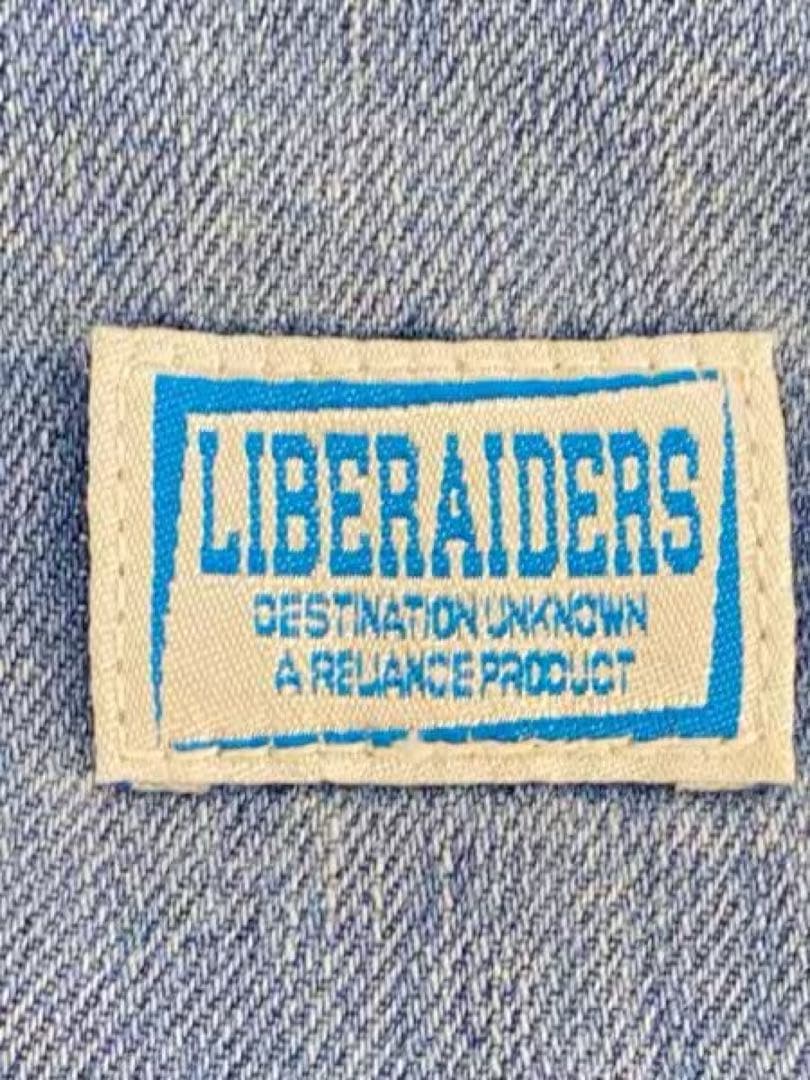 LIBERAIDERS
DESTINATION UNKNOWN
A RELIANCE PRODUCT